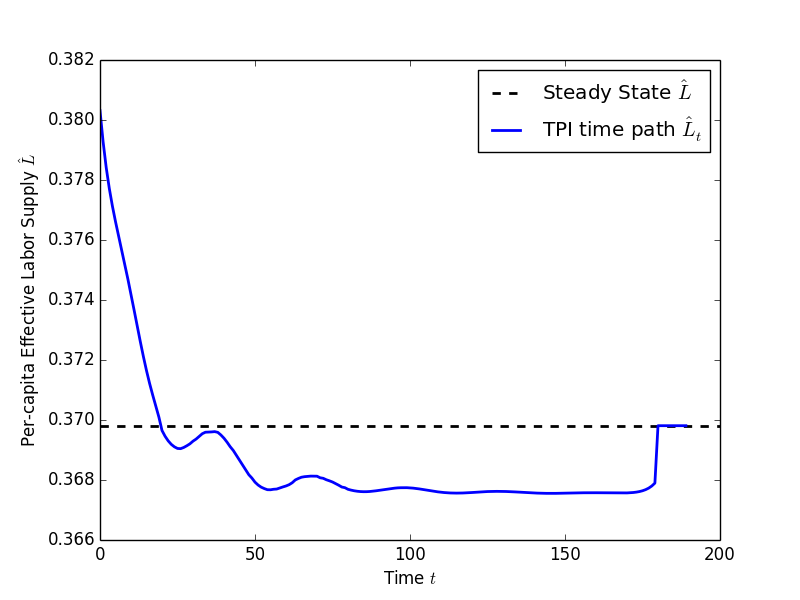 0.382
0.380
0.378
0.376
0.374
0.372
0.370
0.368
0.366
Per-capita Effective Labor Supply L̂
Steady State L̂
TPI time path L̂ₜ
0 50 100 150 200
Time t